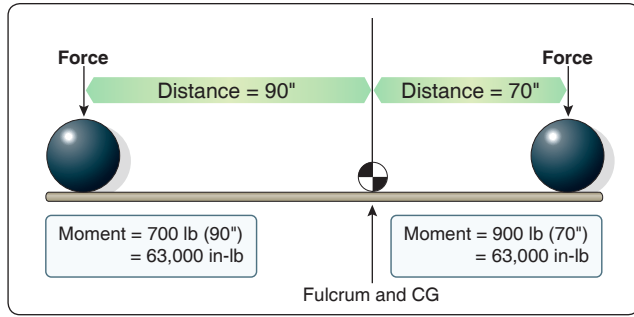 Force
Force
Distance = 90"
Distance = 70"
Moment = 700 lb (90")
= 63,000 in-lb
Moment = 900 lb (70")
= 63,000 in-lb
Fulcrum and CG